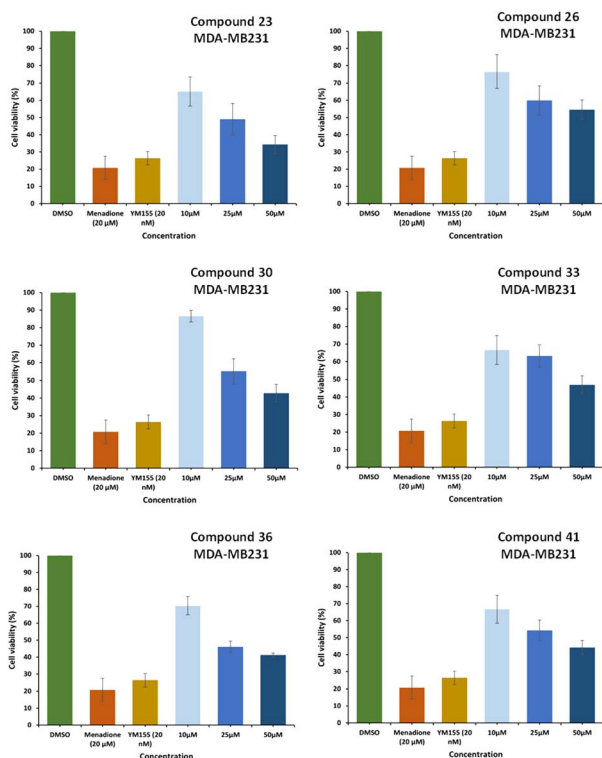 Compound 23
MDA-MB231
Cell viability (%)
100
90
80
70
60
50
40
30
20
10
0
DMSO
Menadione (20 µM)
YM155 (20 nM)
10µM
25µM
50µM
Concentration
Compound 26
MDA-MB231
Cell viability (%)
100
90
80
70
60
50
40
30
20
10
0
DMSO
Menadione (20 µM)
YM155 (20 nM)
10µM
25µM
50µM
Concentration
Compound 30
MDA-MB231
Cell viability (%)
100
90
80
70
60
50
40
30
20
10
0
DMSO
Menadione (20 µM)
YM155 (20 nM)
10µM
25µM
50µM
Concentration
Compound 33
MDA-MB231
Cell viability (%)
100
90
80
70
60
50
40
30
20
10
0
DMSO
Menadione (20 µM)
YM155 (20 nM)
10µM
25µM
50µM
Concentration
Compound 36
MDA-MB231
Cell viability (%)
100
90
80
70
60
50
40
30
20
10
0
DMSO
Menadione (20 µM)
YM155 (20 nM)
10µM
25µM
50µM
Concentration
Compound 41
MDA-MB231
Cell viability (%)
100
90
80
70
60
50
40
30
20
10
0
DMSO
Menadione (20 µM)
YM155 (20 nM)
10µM
25µM
50µM
Concentration